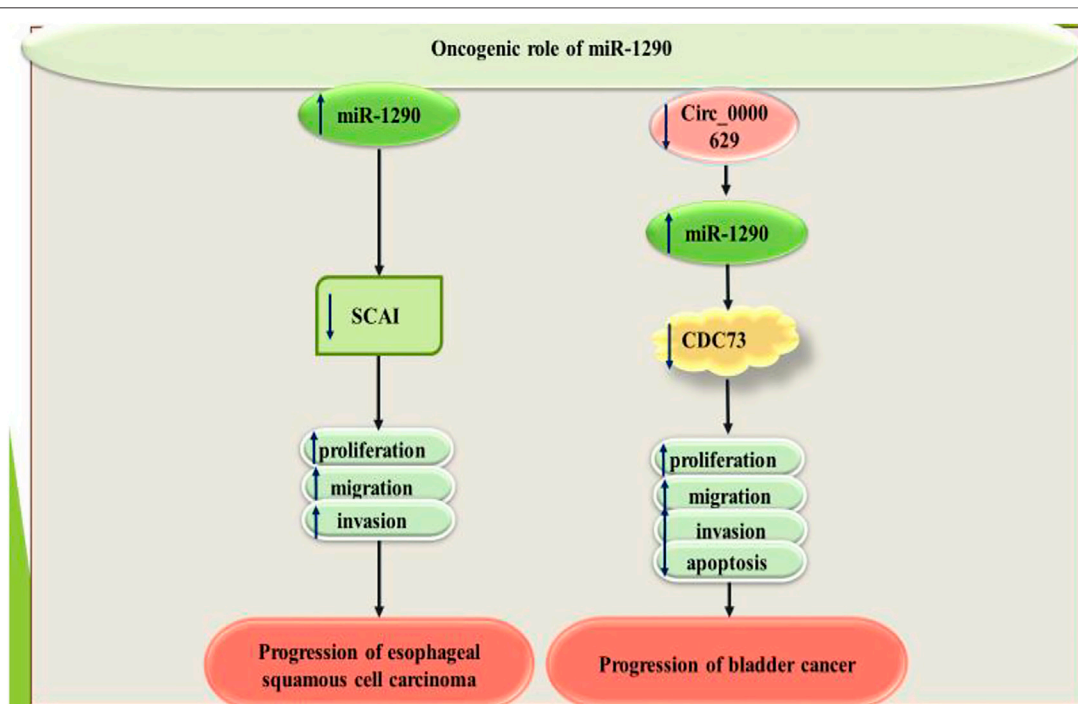 Oncogenic role of miR-1290
miR-1290
SCAI
proliferation
migration
invasion
Progression of esophageal
squamous cell carcinoma
Circ_0000
629
miR-1290
CDC73
proliferation
migration
invasion
apoptosis
Progression of bladder cancer